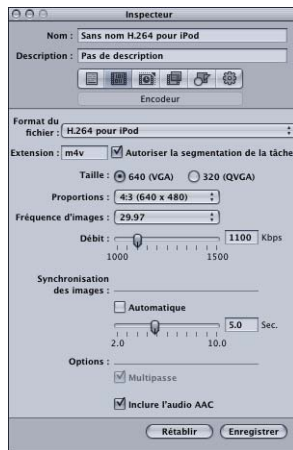 Inspecteur
Nom : Sans nom H.264 pour iPod
Description : Pas de description
Encodeur
Format du
fichier : H.264 pour iPod
Extension : m4v Autoriser la segmentation de la tâche
Taille : 640 (VGA) 320 (QVGA)
Proportions : 4:3 (640 x 480)
Fréquence d'images : 29.97
Débit : 1100 Kbps
1000 1500
Synchronisation
des images :
Automatique
5.0 Sec.
2.0 10.0
Options :
Multipasse
Inclure l'audio AAC
Rétablir Enregistrer